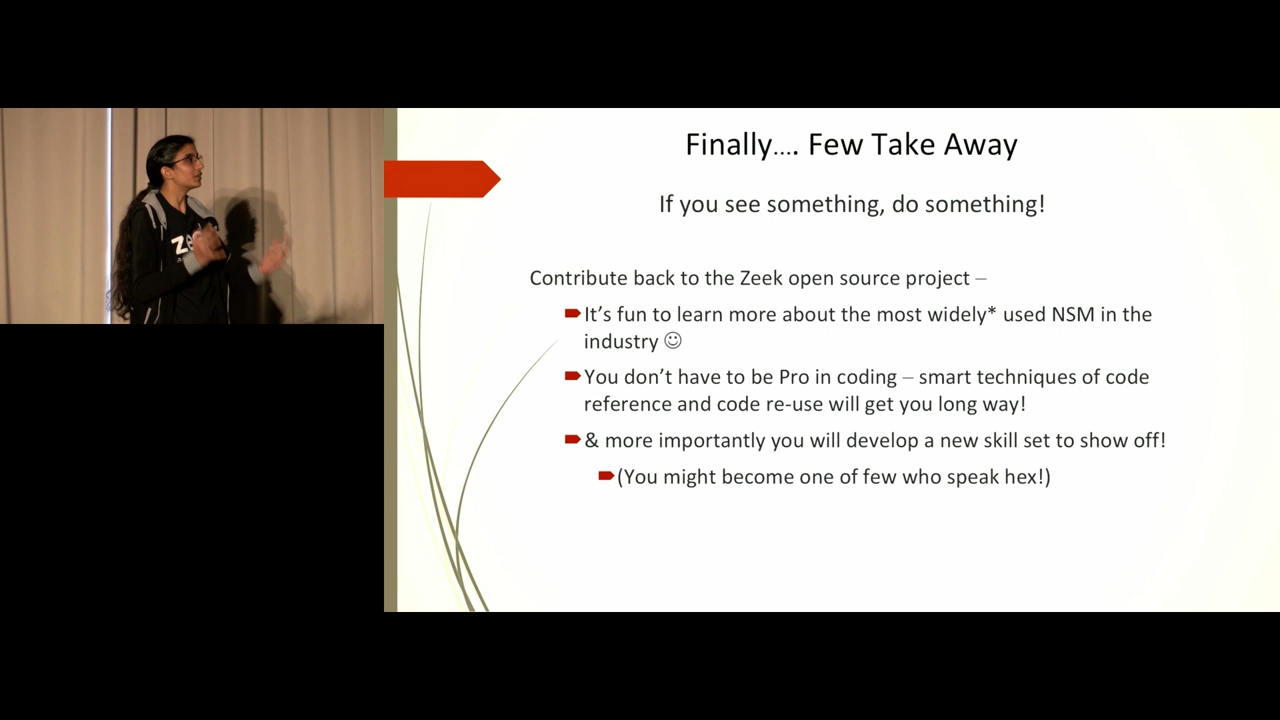 Finally.... Few Take Away
If you see something, do something!
Contribute back to the Zeek open source project –
It’s fun to learn more about the most widely* used NSM in the
industry ☺
You don’t have to be Pro in coding – smart techniques of code
reference and code re-use will get you long way!
& more importantly you will develop a new skill set to show off!
(You might become one of few who speak hex!)